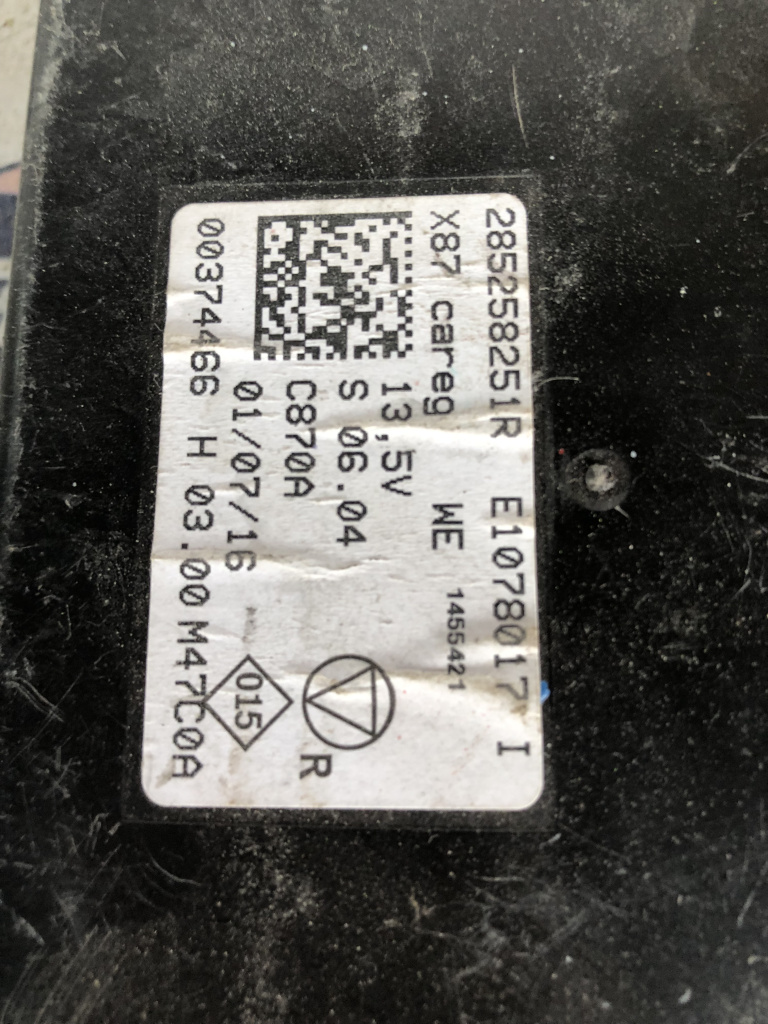 285258251R E1078017 I
X87 careg WE 1455421
13,5V
S 06.04
C870A
R
01/07/16
015
00374466 H 03.00 M47C0A